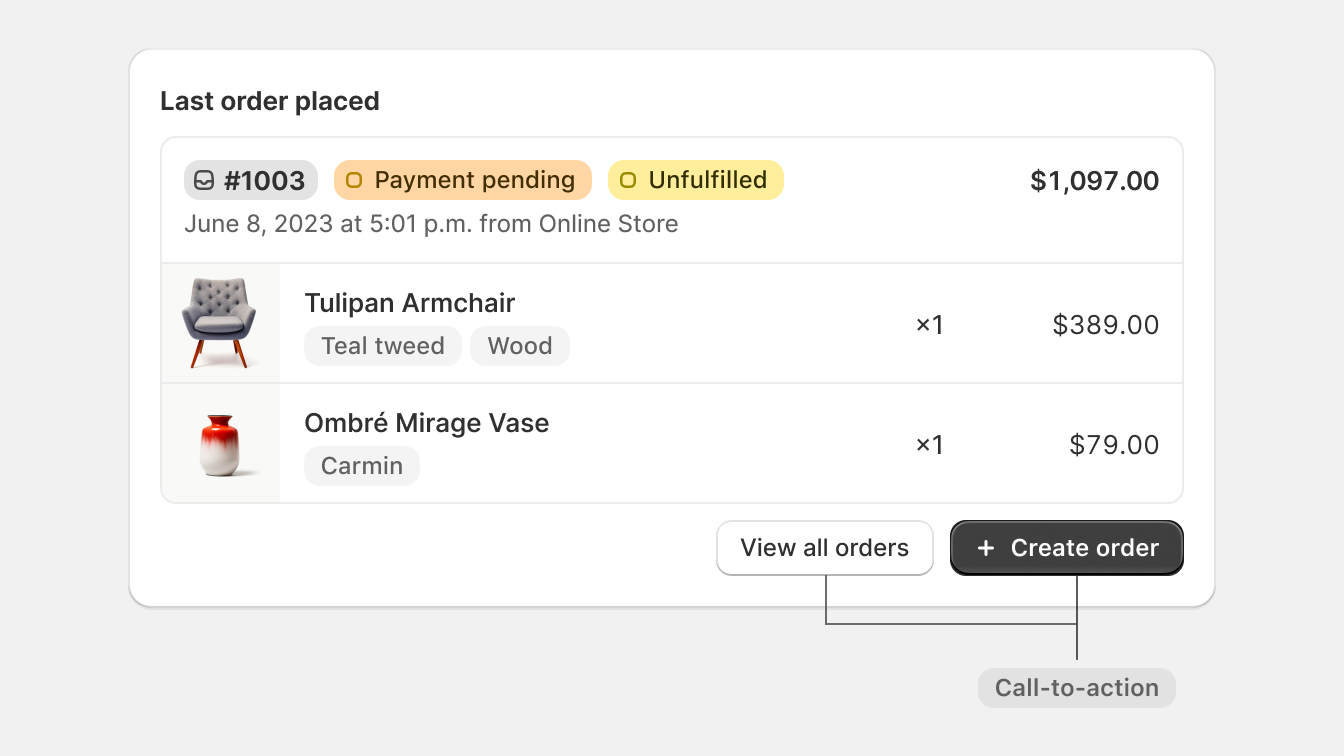 Last order placed
#1003 Payment pending Unfulfilled $1,097.00
June 8, 2023 at 5:01 p.m. from Online Store
Tulipan Armchair
Teal tweed Wood ×1 $389.00
Ombré Mirage Vase
Carmin ×1 $79.00
View all orders + Create order
Call-to-action